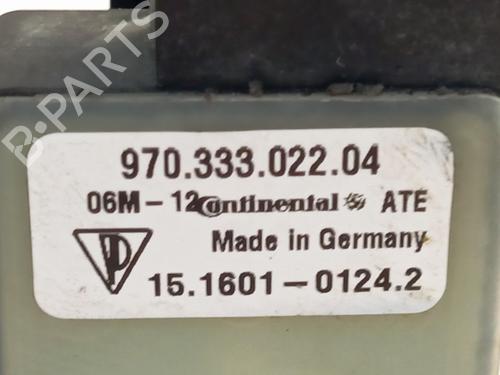 B-PARTS
970.333.022.04
06M-12 Continental ATE
Made in Germany
P
15.1601-0124.2